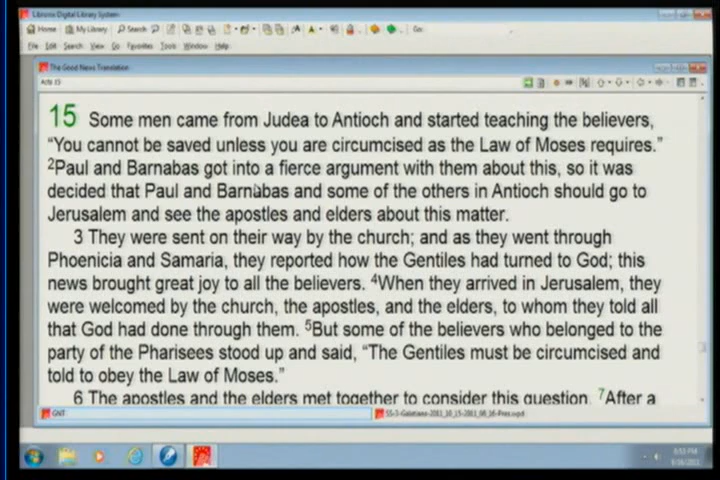 Libronix Digital Library System
Home My Library Search Go:
File Edit Search View Go Favorites Tools Window Help
The Good News Translation
Acts 15
15 Some men came from Judea to Antioch and started teaching the believers,
“You cannot be saved unless you are circumcised as the Law of Moses requires.”
2Paul and Barnabas got into a fierce argument with them about this, so it was
decided that Paul and Barnabas and some of the others in Antioch should go to
Jerusalem and see the apostles and elders about this matter.
3 They were sent on their way by the church; and as they went through
Phoenicia and Samaria, they reported how the Gentiles had turned to God; this
news brought great joy to all the believers. 4When they arrived in Jerusalem, they
were welcomed by the church, the apostles, and the elders, to whom they told all
that God had done through them. 5But some of the believers who belonged to the
party of the Pharisees stood up and said, “The Gentiles must be circumcised and
told to obey the Law of Moses.”
6 The apostles and the elders met together to consider this question. 7After a
GNT